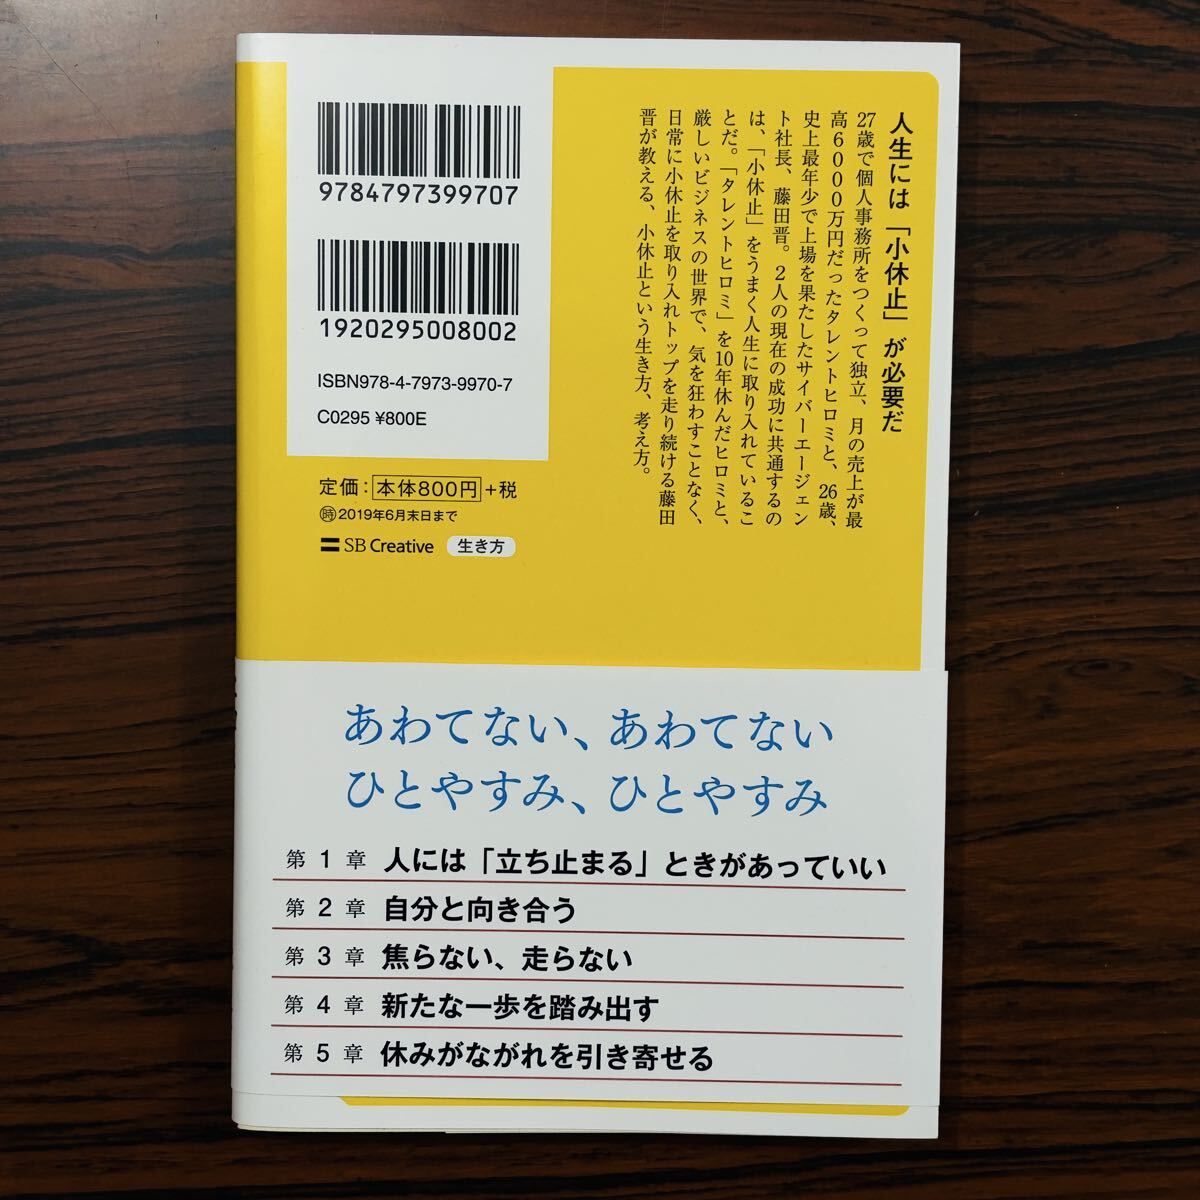 人生には「小休止」が必要だ
27歳で個人事務所をつくって独立、月の売上が最
高6000万円だったタレントヒロミと、26歳、
史上最年少で上場を果たしたサイバーエージェン
ト社長、藤田晋。2人の現在の成功に共通するの
は、「小休止」をうまく人生に取り入れているこ
とだ。「タレントヒロミ」を10年休んだヒロミと、
厳しいビジネスの世界で、気を狂わすことなく、
日常に小休止を取り入れトップを走り続ける藤田
晋が教える、小休止という生き方、考え方。
9784797399707
1920295008002
ISBN978-4-7973-9970-7
C0295 ¥800E
定価：本体800円+税
時2019年6月末日まで
SB Creative 生き方
あわてない、あわてない
ひとやすみ、ひとやすみ
第1章 人には「立ち止まる」ときがあっていい
第2章 自分と向き合う
第3章 焦らない、走らない
第4章 新たな一歩を踏み出す
第5章 休みがながれを引き寄せる